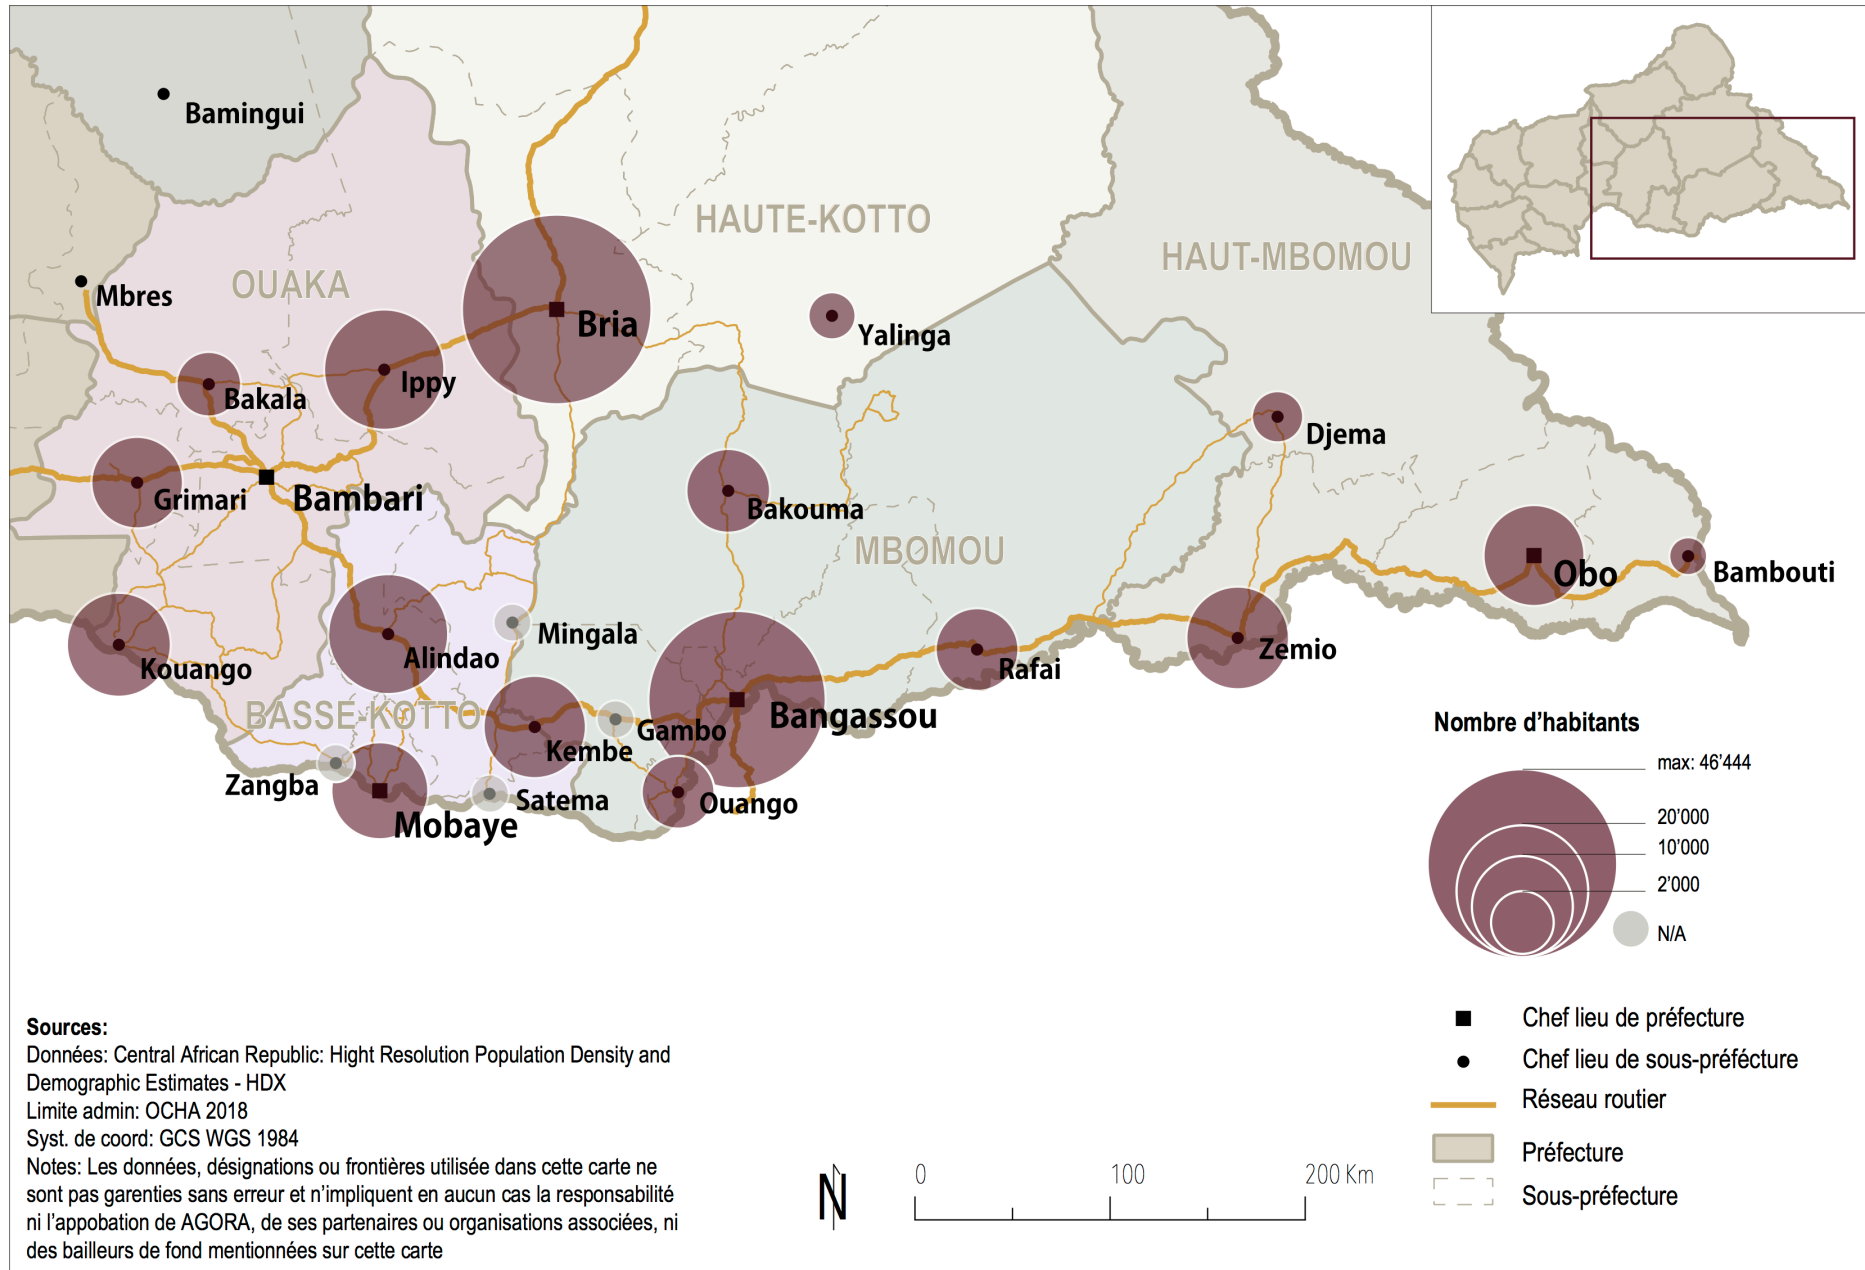 Bamingui
HAUTE-KOTTO
HAUT-MBOMOU
OUAKA
Mbres
Bria
Yalinga
Ippy
Bakala
Djema
Grimari
Bambari
Bakouma
MBOMOU
Obo
Bambouti
Mingala
Alindao
Zemio
Kouango
Rafai
BASSE-KOTTO
Bangassou
Gambo
Kembe
Zangba
Satema
Ouango
Mobaye
Nombre d’habitants
max: 46’444
20’000
10’000
2’000
N/A
Chef lieu de préfecture
Chef lieu de sous-préfécture
Réseau routier
Préfecture
Sous-préfecture
Sources:
Données: Central African Republic: Hight Resolution Population Density and
Demographic Estimates - HDX
Limite admin: OCHA 2018
Syst. de coord: GCS WGS 1984
Notes: Les données, désignations ou frontières utilisée dans cette carte ne
sont pas garenties sans erreur et n’impliquent en aucun cas la responsabilité
ni l’appobation de AGORA, de ses partenaires ou organisations associées, ni
des bailleurs de fond mentionnées sur cette carte
N
0 100 200 Km